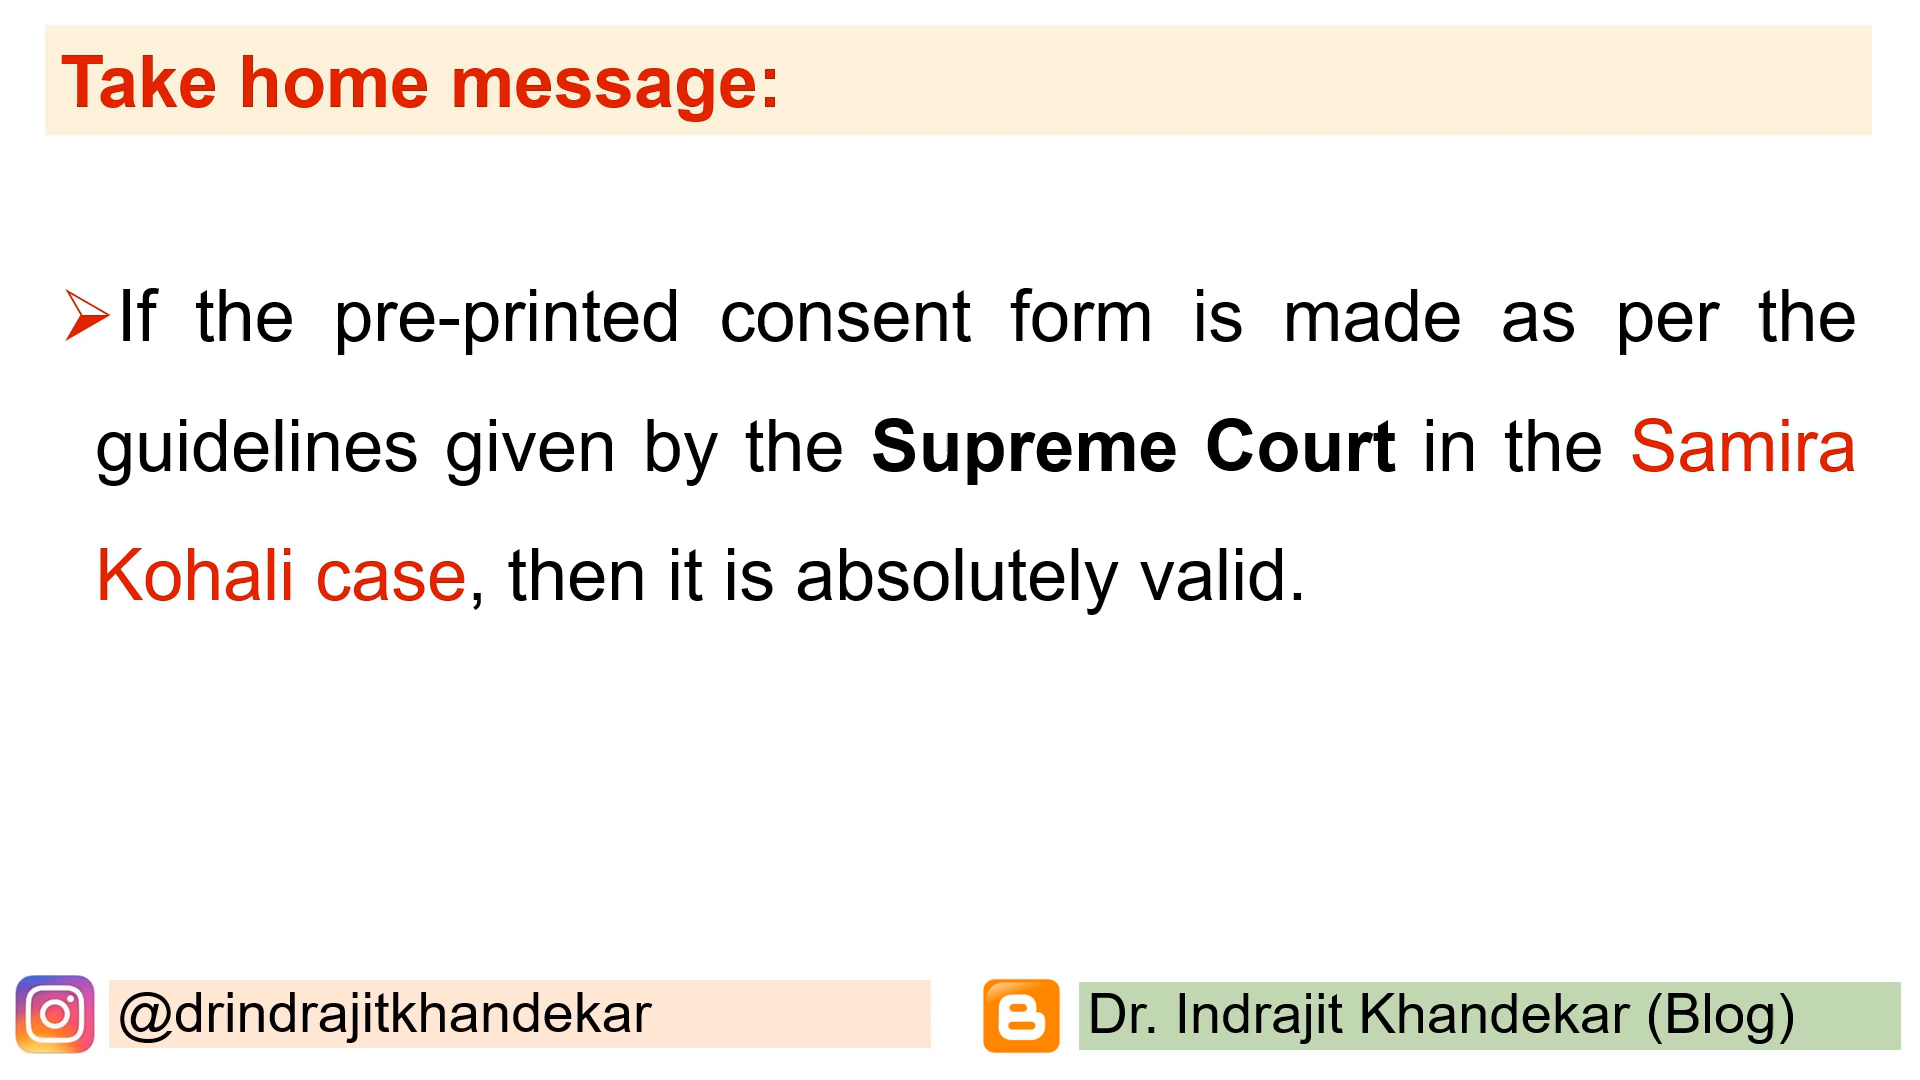 Take home message:
If the pre-printed consent form is made as per the
guidelines given by the Supreme Court in the Samira
Kohali case, then it is absolutely valid.
@drindrajitkhandekar
Dr. Indrajit Khandekar (Blog)